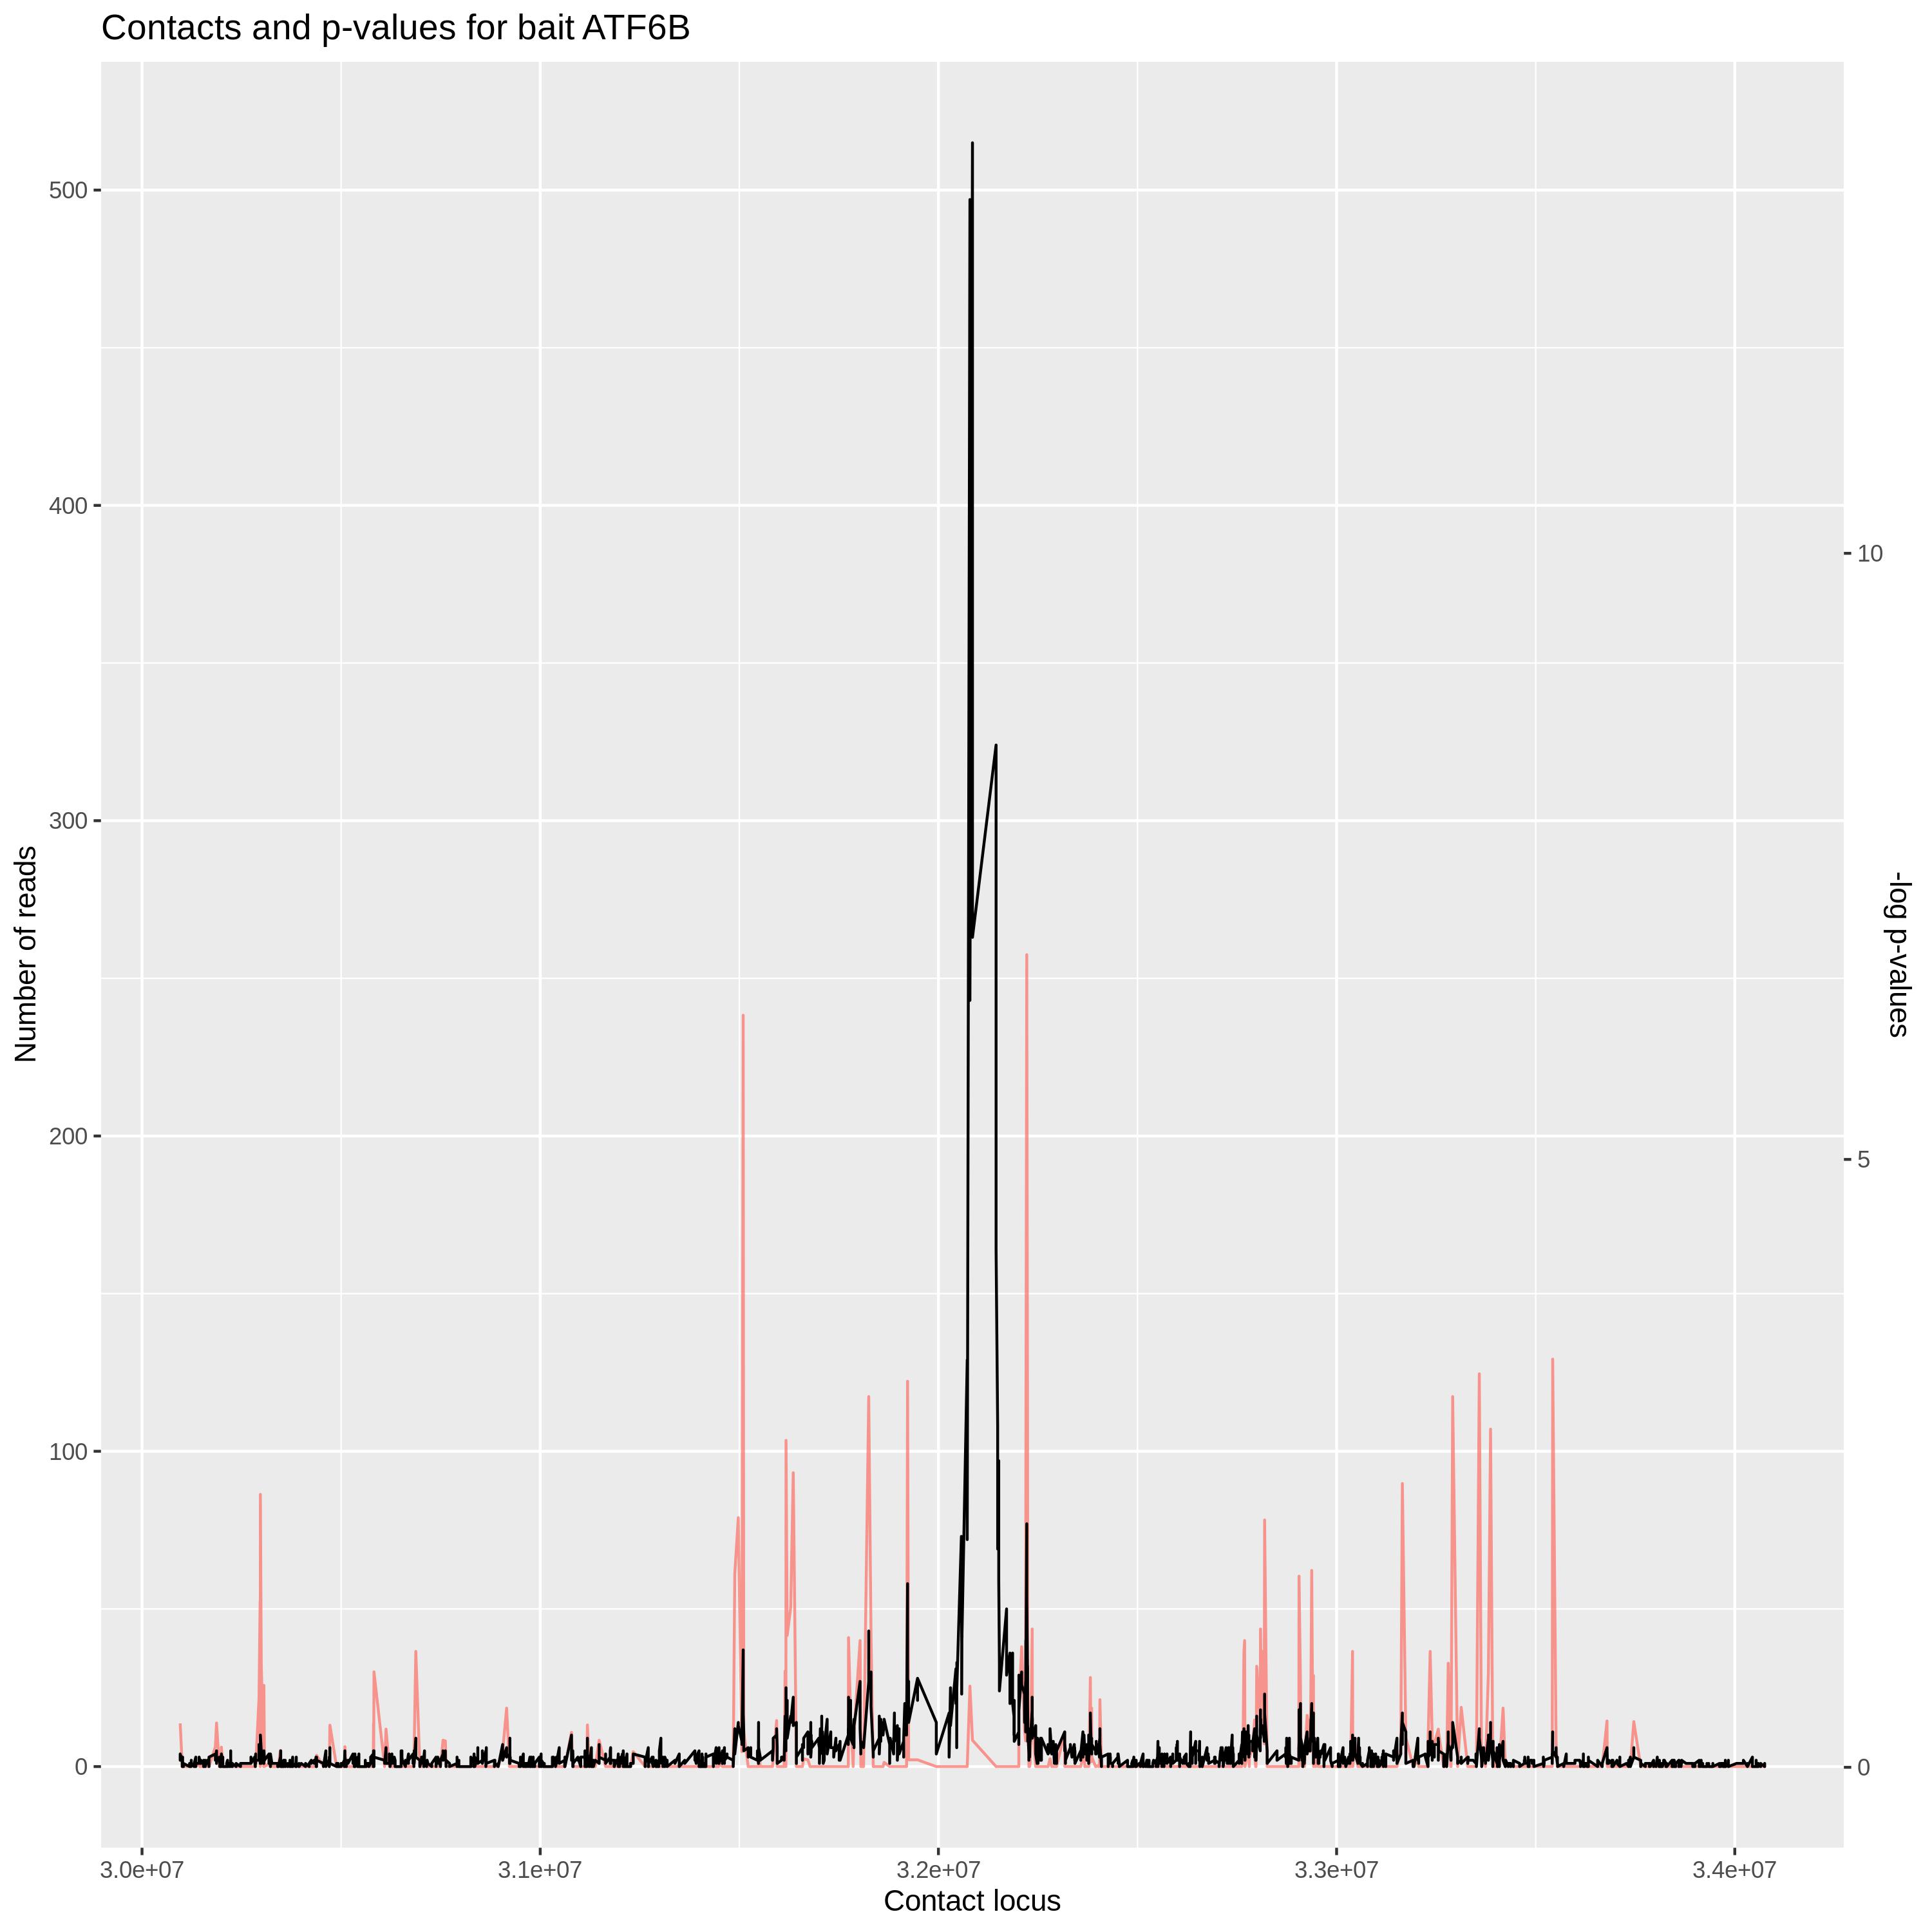 Contacts and p-values for bait ATF6B
500
400
300
200
100
0
Number of reads
10
5
0
-log p-values
3.0e+07 3.1e+07 3.2e+07 3.3e+07 3.4e+07
Contact locus